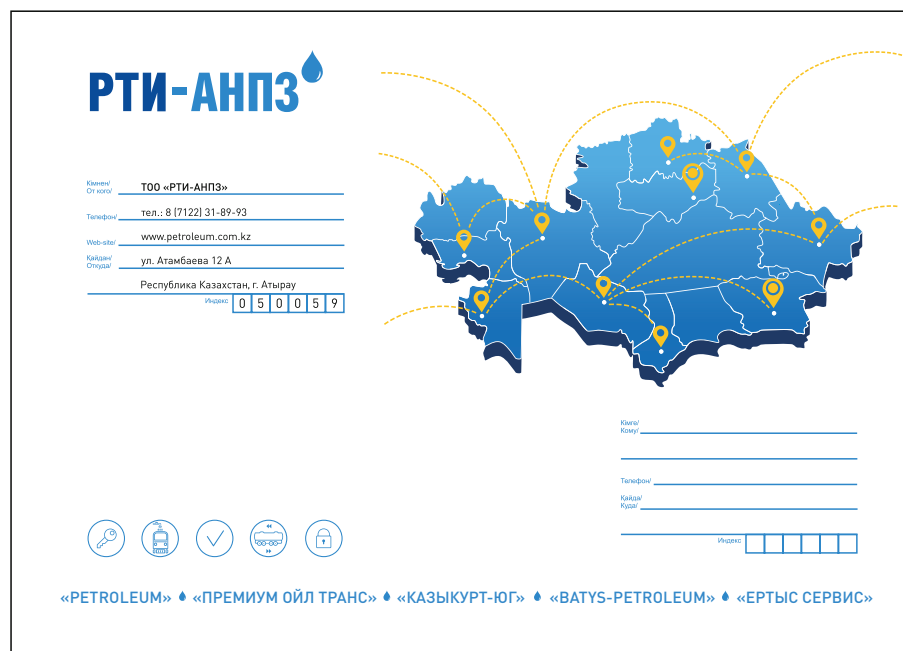 РТИ-АНПЗ
Кімнен/
От кого/ ТОО «РТИ-АНПЗ»
Телефон/ тел.: 8 (7122) 31-89-93
Web-site/ www.petroleum.com.kz
Қайдан/
Откуда/ ул. Атамбаева 12 А
Республика Казахстан, г. Атырау
Индекс 050059
Кімге/
Кому/
Телефон/
Қайда/
Куда/
Индекс
«PETROLEUM» «ПРЕМИУМ ОЙЛ ТРАНС» «КАЗЫКУРТ-ЮГ» «BATYS-PETROLEUM» «ЕРТЫС СЕРВИС»